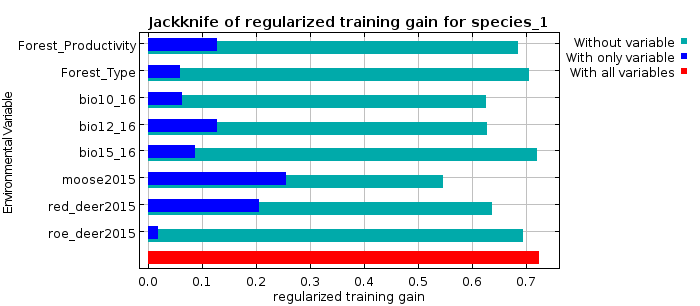 Jackknife of regularized training gain for species_1
Without variable
With only variable
With all variables
Environmental Variable
Forest_Productivity
Forest_Type
bio10_16
bio12_16
bio15_16
moose2015
red_deer2015
roe_deer2015
0.0 0.1 0.2 0.3 0.4 0.5 0.6 0.7
regularized training gain